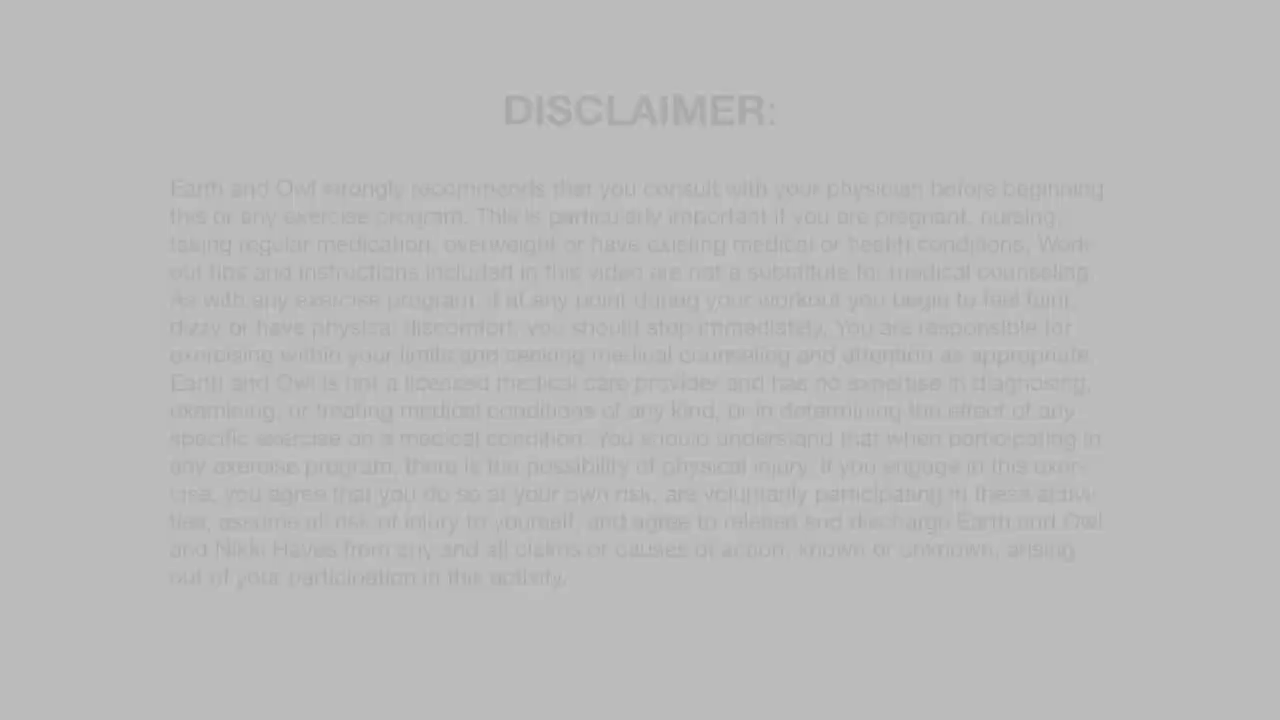 DISCLAIMER:
Earth and Owl strongly recommends that you consult with your physician before beginning
this or any exercise program. This is particularly important if you are pregnant, nursing,
taking regular medication, overweight or have existing medical or health conditions. Work-
out tips and instructions included in this video are not a substitute for medical counseling.
As with any exercise program, if at any point during your workout you begin to feel faint,
dizzy or have physical discomfort, you should stop immediately. You are responsible for
exercising within your limits and seeking medical counseling and attention as appropriate.
Earth and Owl is not a licensed medical care provider and has no expertise in diagnosing,
examining, or treating medical conditions of any kind, or in determining the effect of any
specific exercise on a medical condition. You should understand that when participating in
any exercise program, there is the possibility of physical injury. If you engage in this exer-
cise, you agree that you do so at your own risk, are voluntarily participating in these activi-
ties, assume all risk of injury to yourself, and agree to release and discharge Earth and Owl
and Nikki Hayes from any and all claims or causes of action, known or unknown, arising
out of your participation in this activity.